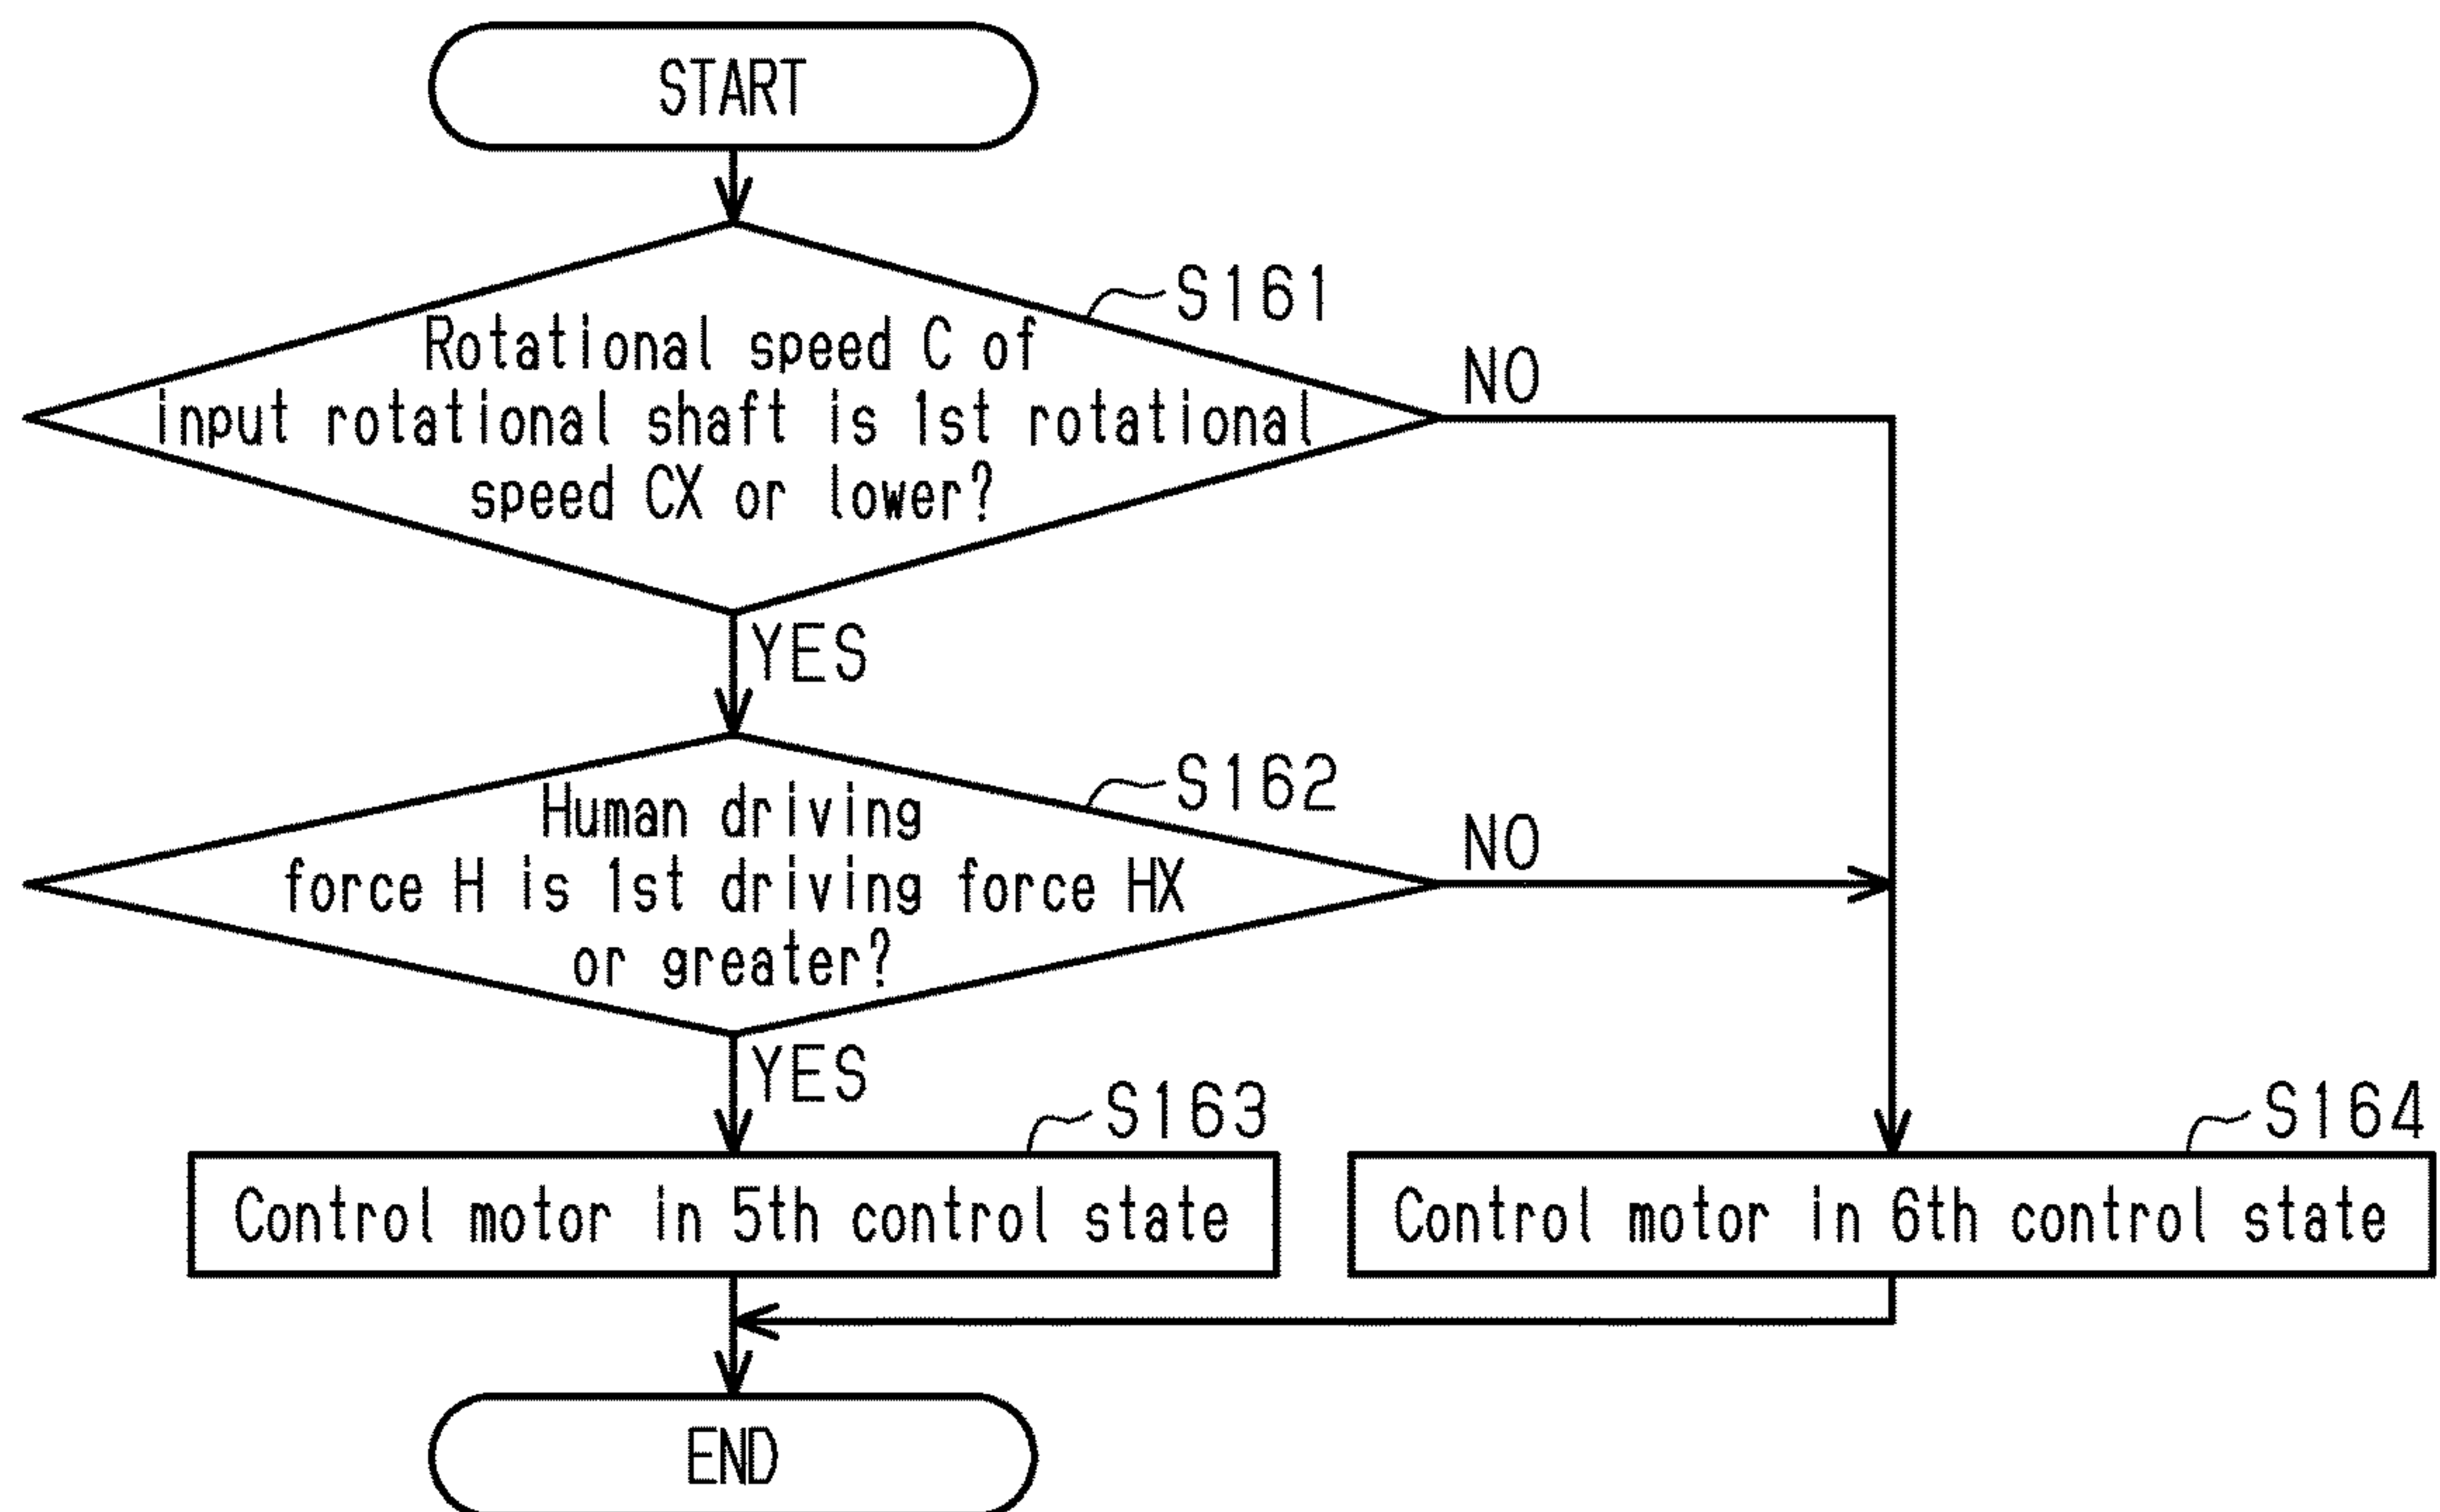 START
S161
Rotational speed C of
input rotational shaft is 1st rotational
speed CX or lower?
NO
YES
S162
Human driving
force H is 1st driving force HX
or greater?
NO
YES
S163
Control motor in 5th control state
S164
Control motor in 6th control state
END